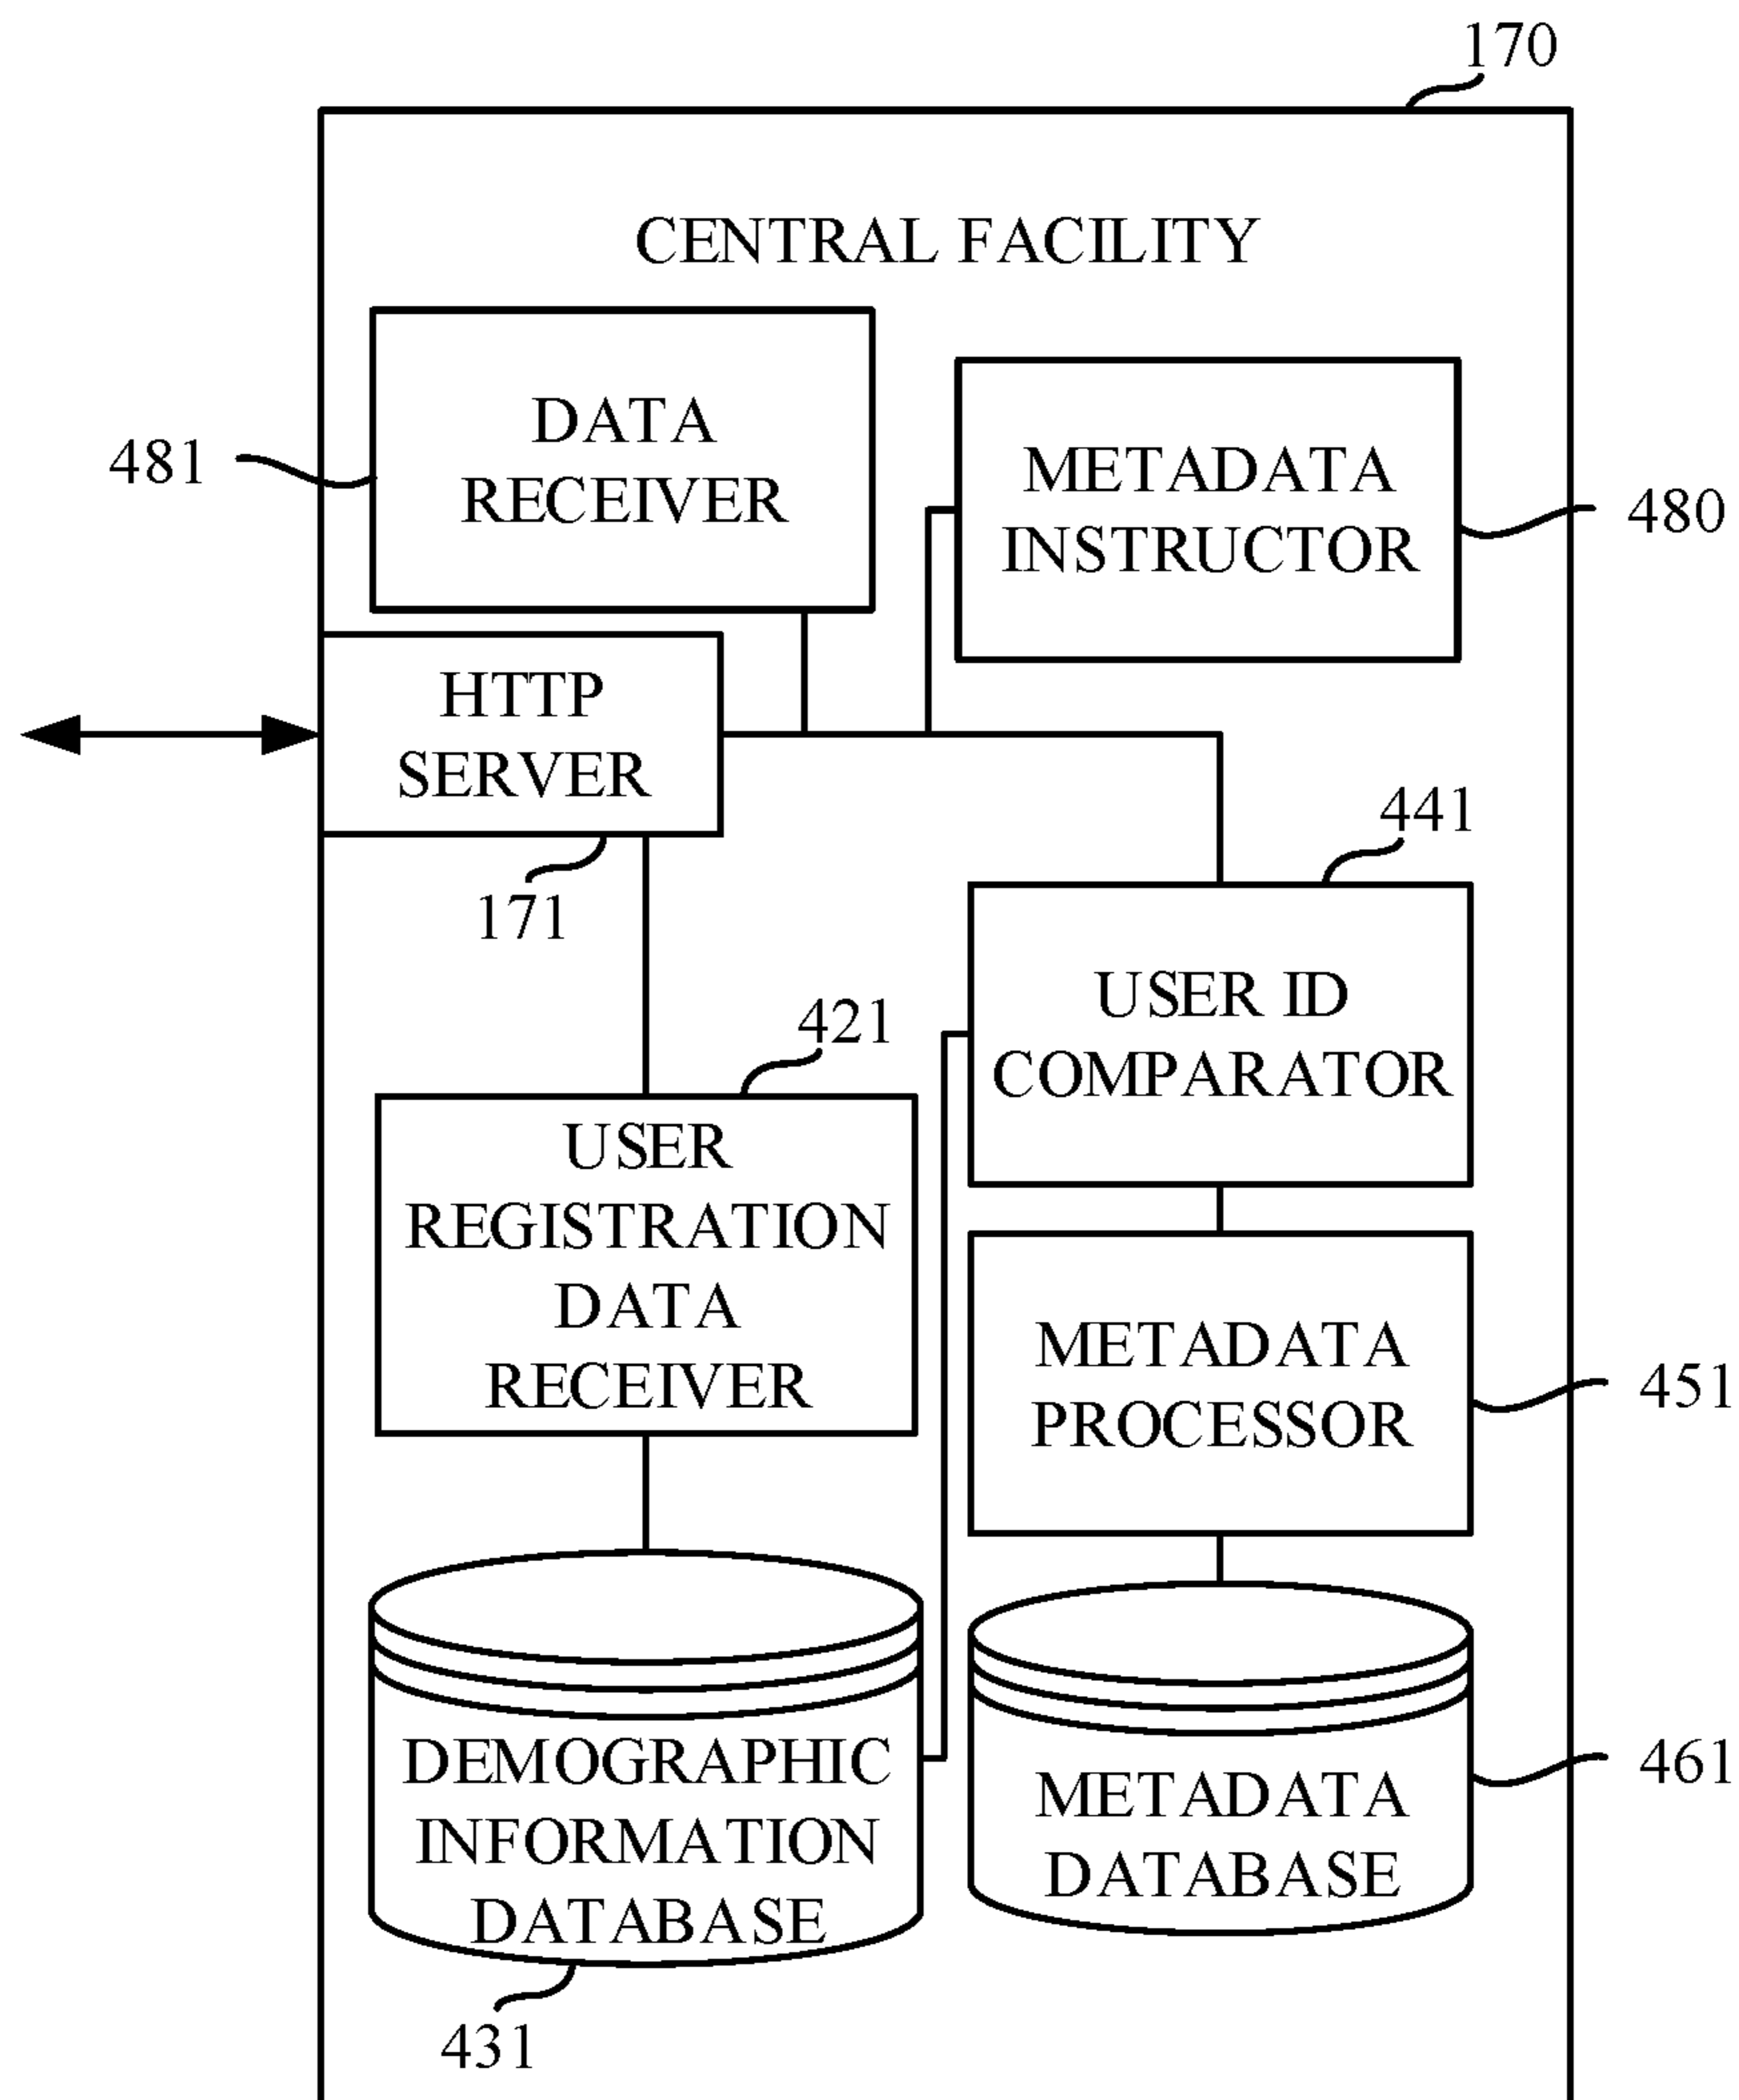 170
CENTRAL FACILITY
DATA
RECEIVER
481
METADATA
INSTRUCTOR
480
HTTP
SERVER
171
441
USER ID
COMPARATOR
421
USER
REGISTRATION
DATA
RECEIVER
METADATA
PROCESSOR
451
DEMOGRAPHIC
INFORMATION
DATABASE
431
METADATA
DATABASE
461